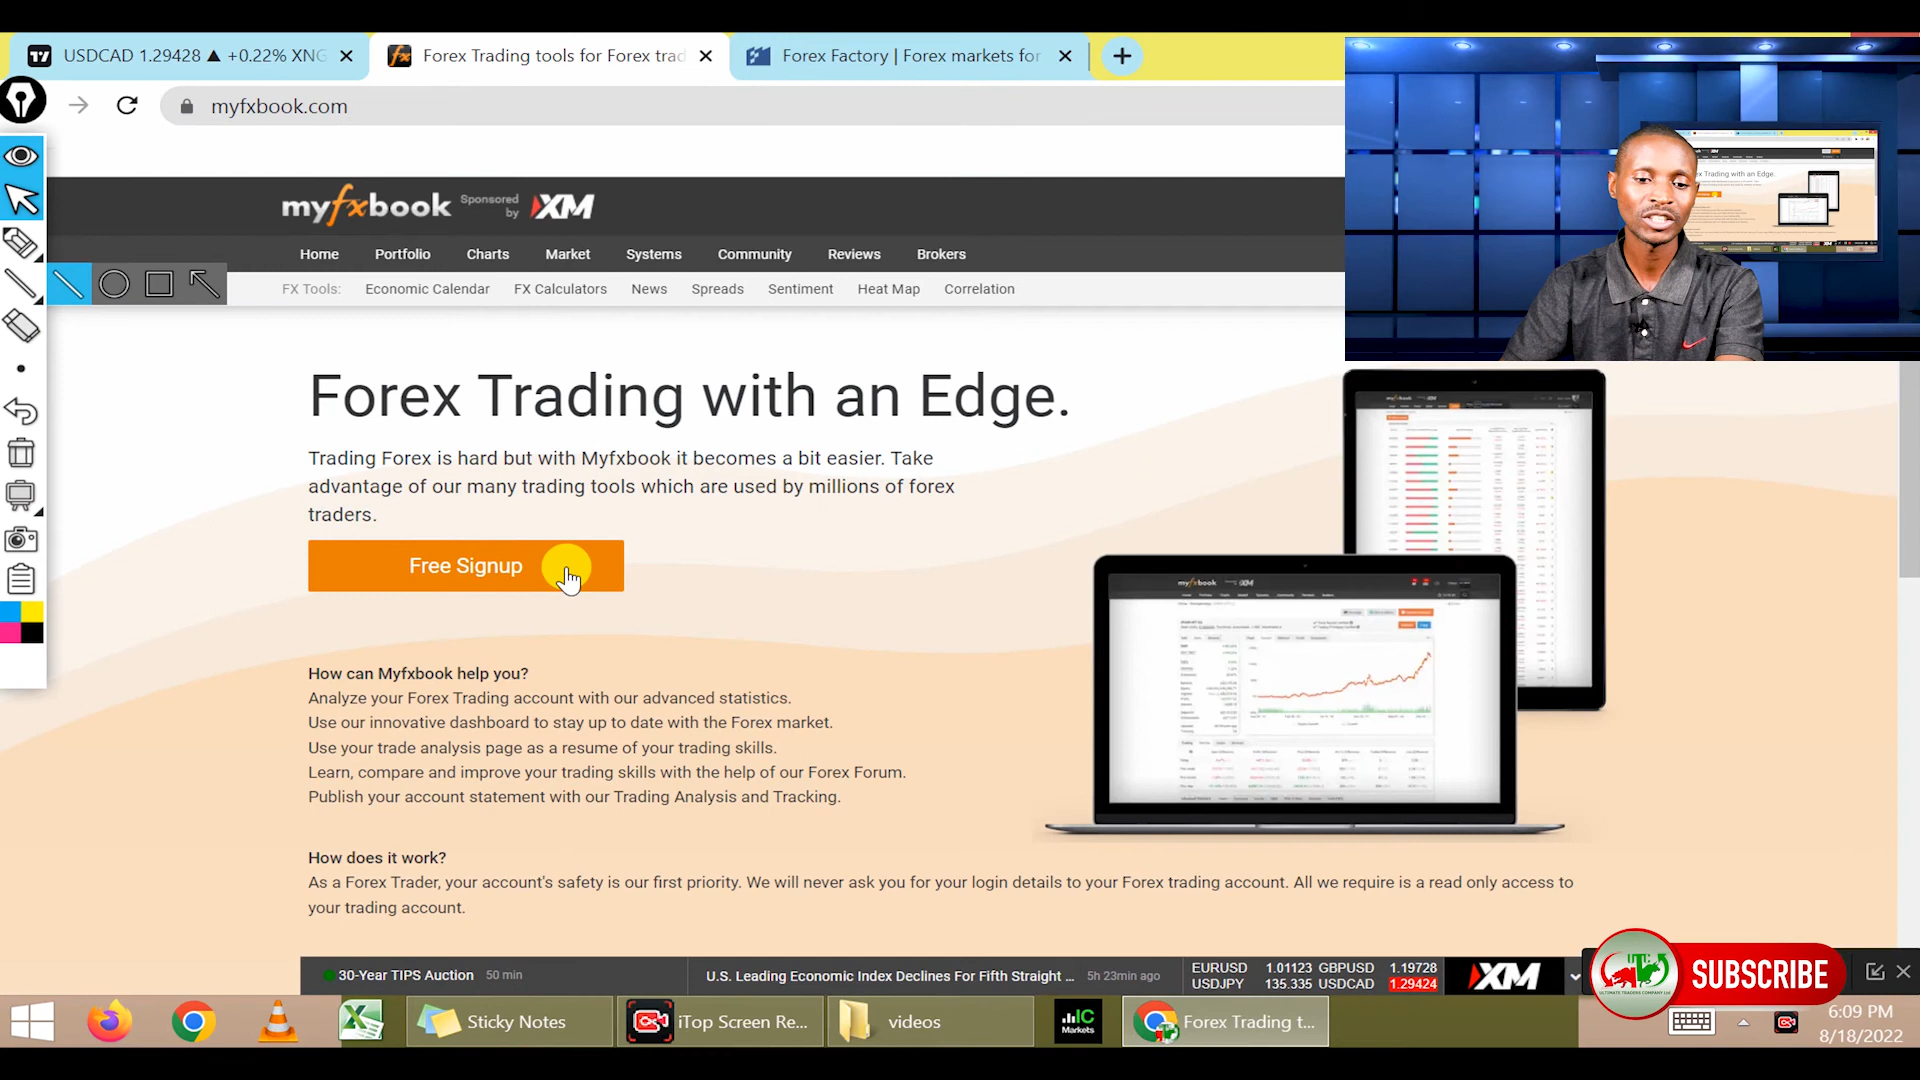 USDCAD 1.29428 ▲ +0.22% XNG
Forex Trading tools for Forex trad
Forex Factory | Forex markets for
myfxbook.com
myfxbook Sponsored by XM
Home Portfolio Charts Market Systems Community Reviews Brokers
FX Tools: Economic Calendar FX Calculators News Spreads Sentiment Heat Map Correlation
Forex Trading with an Edge.
Trading Forex is hard but with Myfxbook it becomes a bit easier. Take
advantage of our many trading tools which are used by millions of forex
traders.
Free Signup
How can Myfxbook help you?
Analyze your Forex Trading account with our advanced statistics.
Use our innovative dashboard to stay up to date with the Forex market.
Use your trade analysis page as a resume of your trading skills.
Learn, compare and improve your trading skills with the help of our Forex Forum.
Publish your account statement with our Trading Analysis and Tracking.
How does it work?
As a Forex Trader, your account's safety is our first priority. We will never ask you for your login details to your Forex trading account. All we require is a read only access to
your trading account.
30-Year TIPS Auction 50 min
U.S. Leading Economic Index Declines For Fifth Straight ... 5h 23min ago
EURUSD 1.01123 GBPUSD 1.19728
USDJPY 135.335 USDCAD 1.29424
XM
ULTIMATE TRADERS COMPANY Ltd
SUBSCRIBE
Sticky Notes
iTop Screen Re...
videos
IC Markets
Forex Trading t...
6:09 PM
8/18/2022